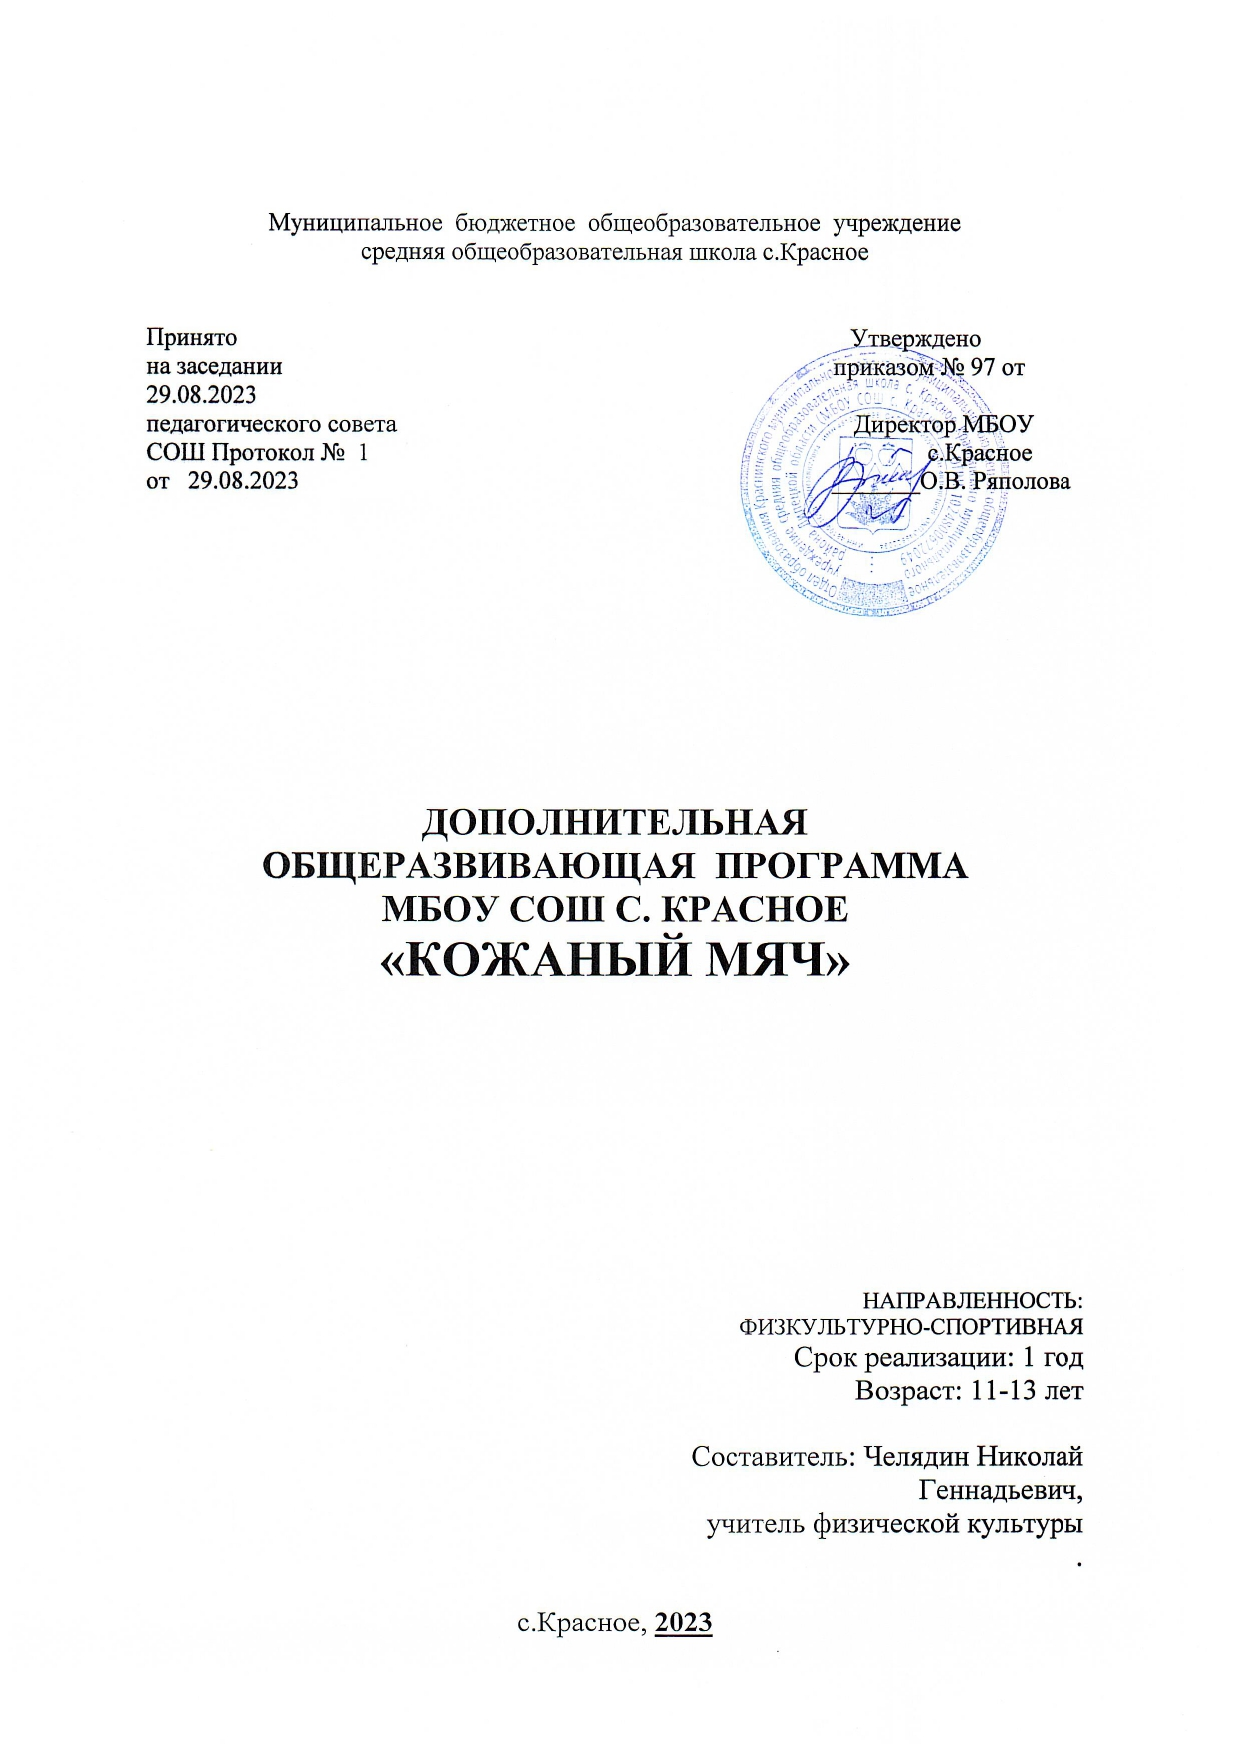 Муниципальное бюджетное общеобразовательное учреждение
средняя общеобразовательная школа с.Красное
Принято
на заседании
29.08.2023
педагогического совета
СОШ Протокол № 1
от 29.08.2023
Утверждено
приказом № 97 от
Директор МБОУ
с.Красное
О.В. Ряполова
ДОПОЛНИТЕЛЬНАЯ
ОБЩЕРАЗВИВАЮЩАЯ ПРОГРАММА
МБОУ СОШ С. КРАСНОЕ
«КОЖАНЫЙ МЯЧ»
НАПРАВЛЕННОСТЬ:
ФИЗКУЛЬТУРНО-СПОРТИВНАЯ
Срок реализации: 1 год
Возраст: 11-13 лет
Составитель: Челядин Николай
Геннадьевич,
учитель физической культуры
.
с.Красное, 2023